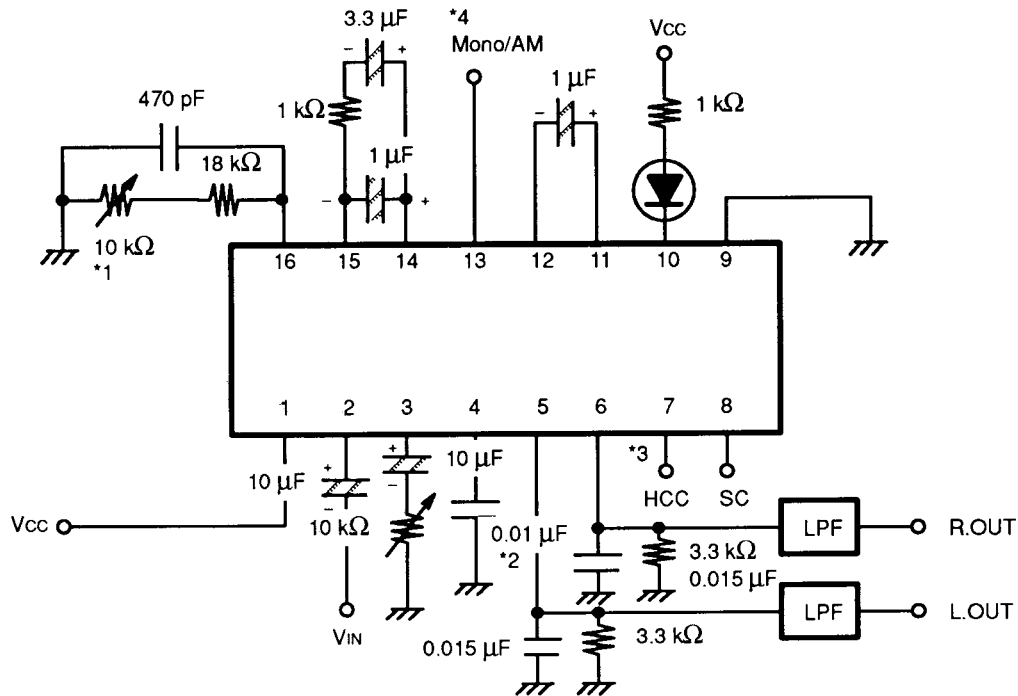 3.3 µF
*4
Mono/AM
Vcc
470 pF
1 µF
− +
1 kΩ
1 kΩ
− +
18 kΩ
1 µF
− +
10 kΩ
*1
16 15 14 13 12 11 10 9
1 2 3 4 5 6 7 8
*3
10 µF
+
+
−
10 µF
−
10 kΩ
HCC SC
Vcc
0.01 µF
*2
LPF
R.OUT
3.3 kΩ
0.015 µF
LPF
L.OUT
VIN
0.015 µF
3.3 kΩ